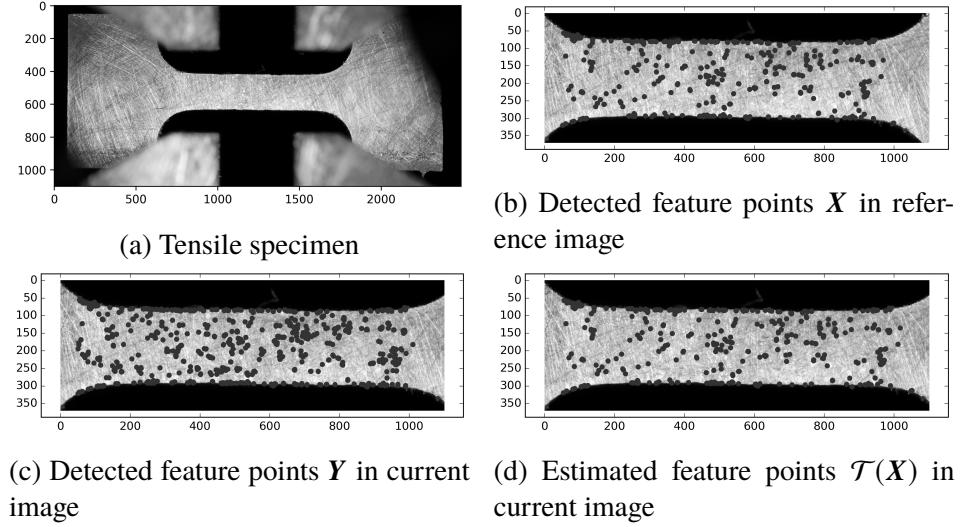 0
200
400
600
800
1000
0 500 1000 1500 2000
(a) Tensile specimen
0
50
100
150
200
250
300
350
0 200 400 600 800 1000
(b) Detected feature points X in refer-
ence image
0
50
100
150
200
250
300
350
0 200 400 600 800 1000
(c) Detected feature points Y in current
image
0
50
100
150
200
250
300
350
0 200 400 600 800 1000
(d) Estimated feature points 𝒯(X) in
current image